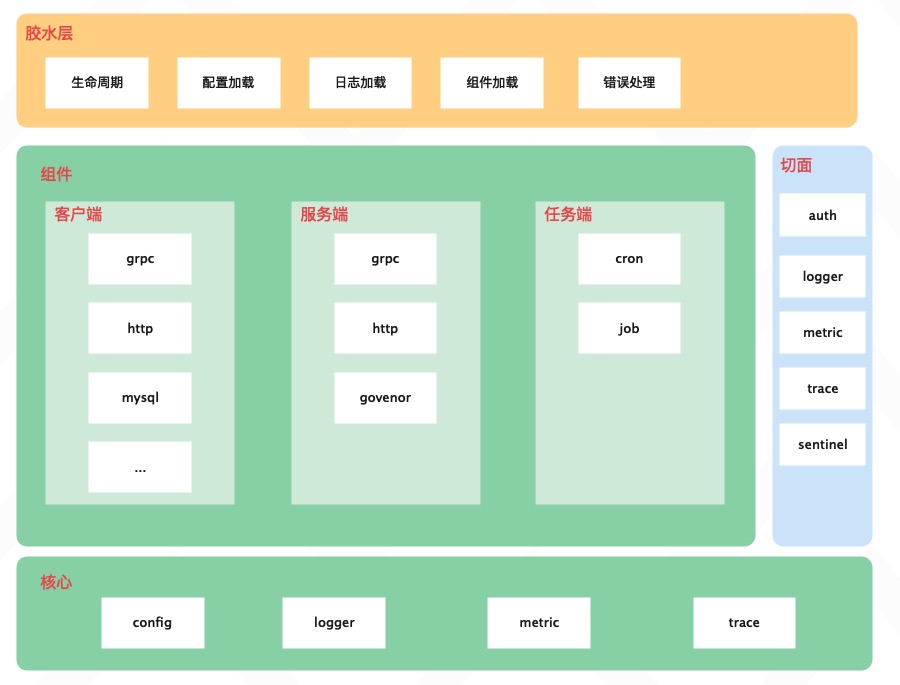 胶水层
生命周期 配置加载 日志加载 组件加载 错误处理
组件
客户端
grpc
http
mysql
...
服务端
grpc
http
govenor
任务端
cron
job
切面
auth
logger
metric
trace
sentinel
核心
config logger metric trace